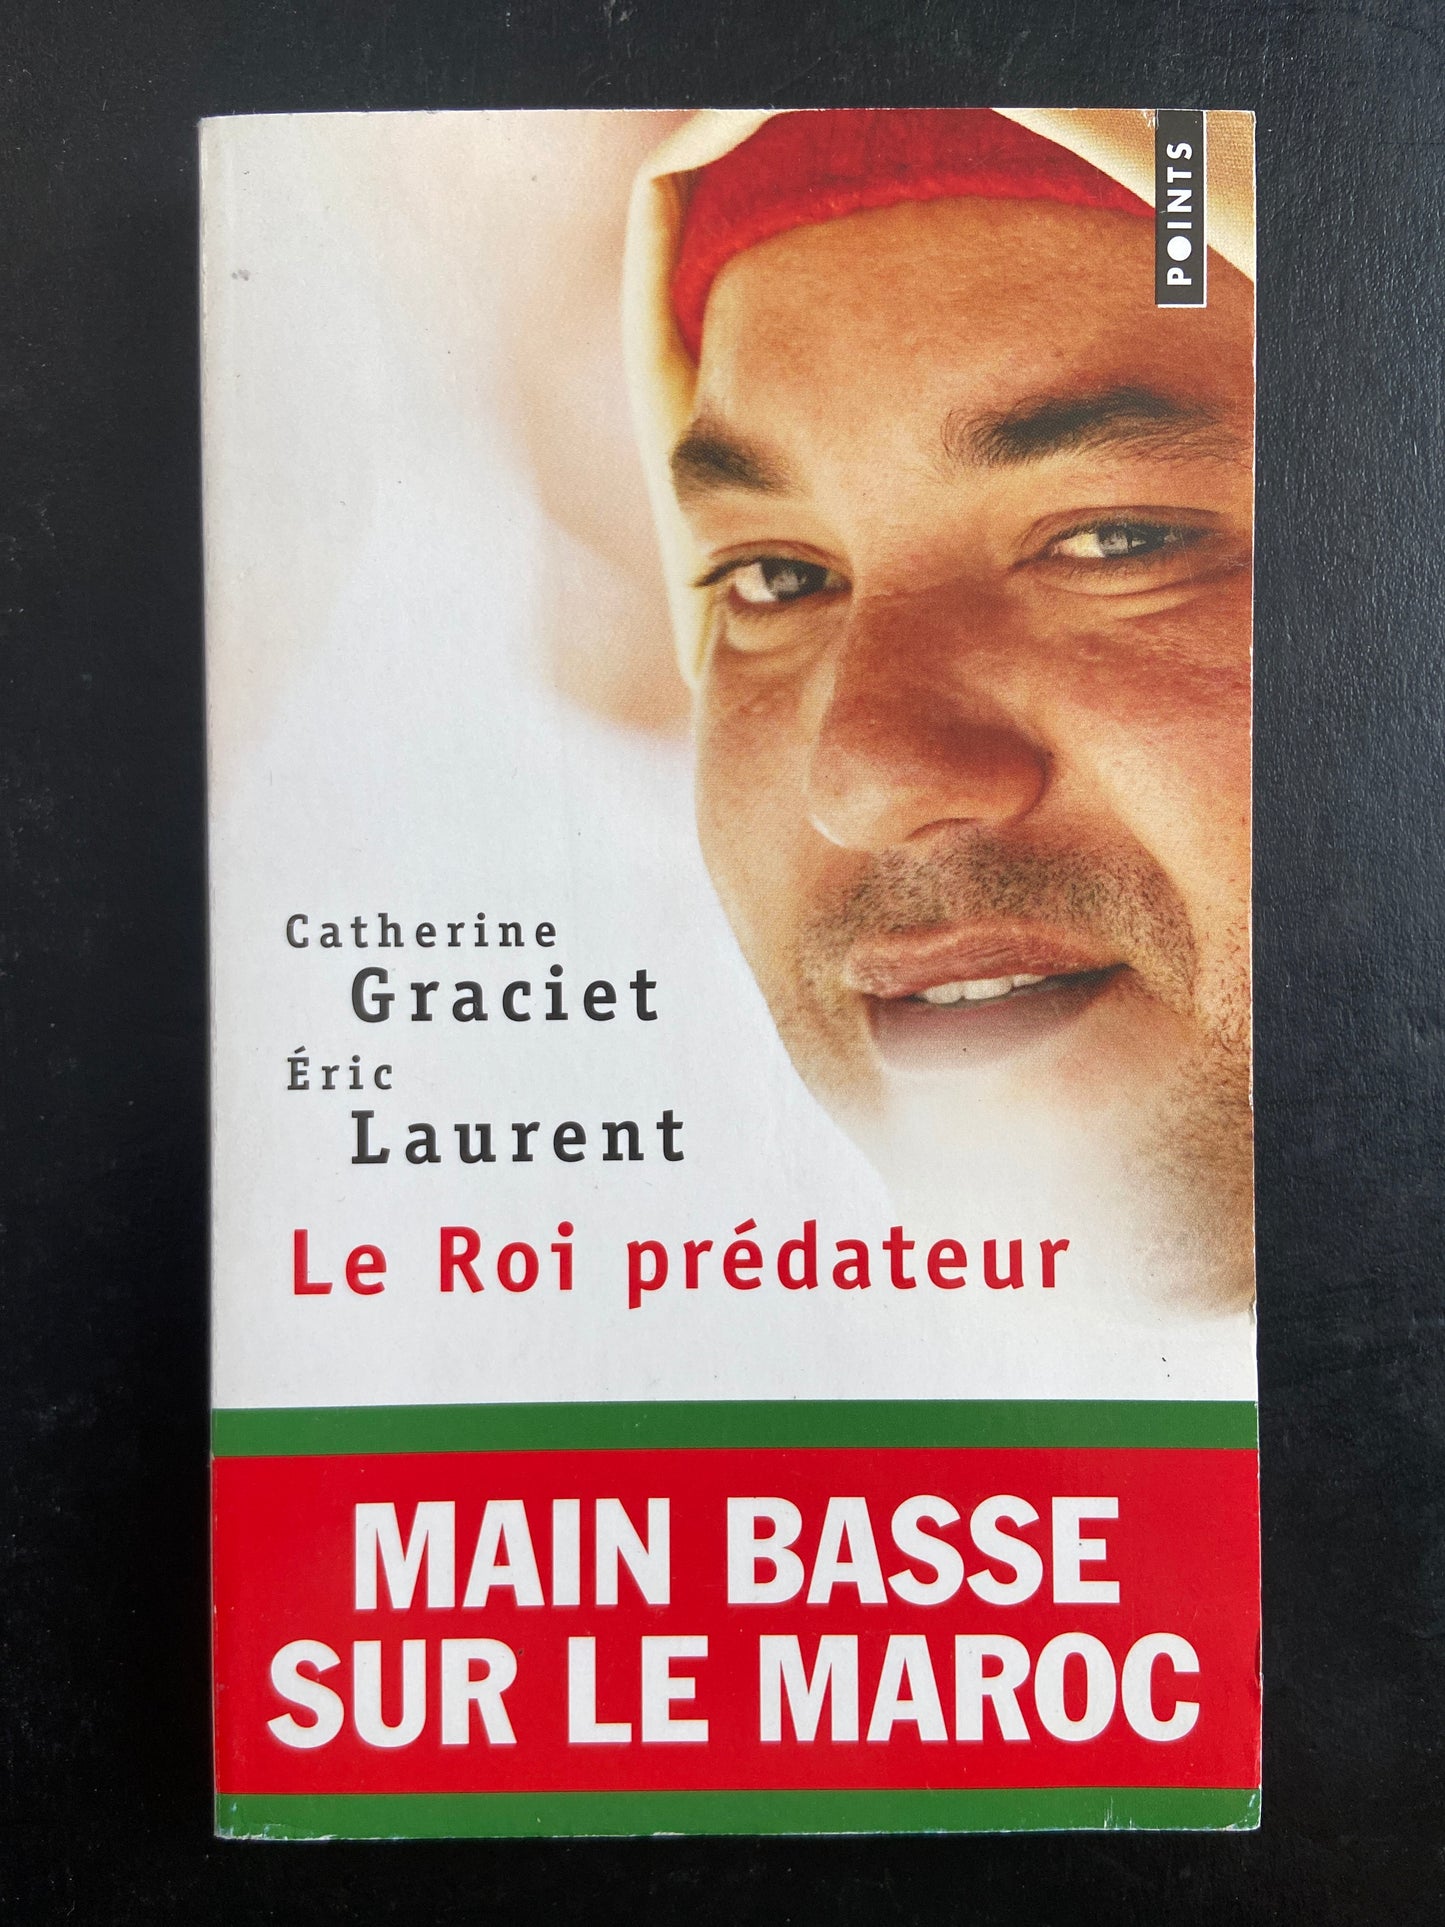 POINTS
Catherine
Graciet
Éric
Laurent
Le Roi prédateur
MAIN BASSE
SUR LE MAROC